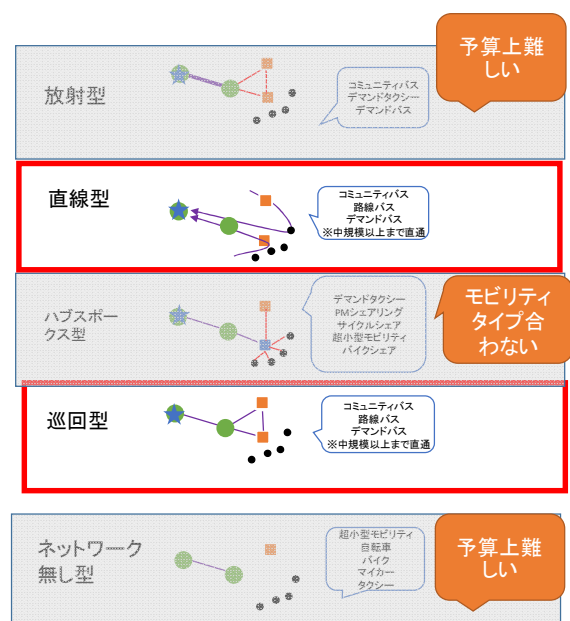 予算上難
しい
放射型
コミュニティバス
デマンドタクシー
デマンドバス
直線型
コミュニティバス
路線バス
デマンドバス
※中規模以上まで直通
ハブスポー
クス型
デマンドタクシー
PMシェアリング
サイクルシェア
超小型モビリティ
バイクシェア
モビリティ
タイプ合
わない
巡回型
コミュニティバス
路線バス
デマンドバス
※中規模以上まで直通
ネットワーク
無し型
超小型モビリティ
自転車
バイク
マイカー
タクシー
予算上難
しい